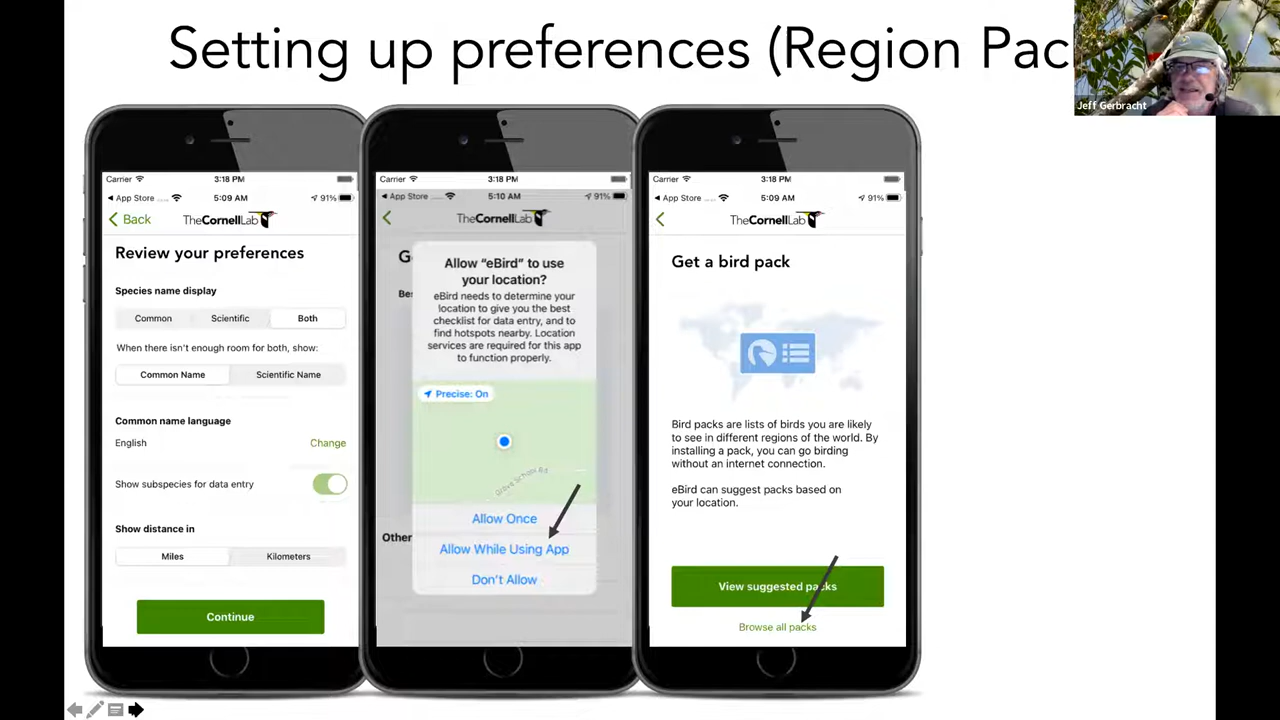 Setting up preferences (Region Pac
Jeff Gerbracht
Carrier
3:18 PM
App Store
5:09 AM
91%
Back
TheCornellLab
Review your preferences
Species name display
Common
Scientific
Both
When there isn't enough room for both, show:
Common Name
Scientific Name
Common name language
English
Change
Show subspecies for data entry
Show distance in
Miles
Kilometers
Continue
Carrier
3:18 PM
App Store
5:10 AM
91%
TheCornellLab
G
Bes
Allow “eBird” to use
your location?
eBird needs to determine your
location to give you the best
checklist for data entry, and to
find hotspots nearby. Location
services are required for this app
to function properly.
Precise: On
Grove School Rd
Allow Once
Other
Allow While Using App
Don't Allow
Carrier
3:18 PM
App Store
5:09 AM
91%
TheCornellLab
Get a bird pack
Bird packs are lists of birds you are likely
to see in different regions of the world. By
installing a pack, you can go birding
without an internet connection.
eBird can suggest packs based on
your location.
View suggested packs
Browse all packs